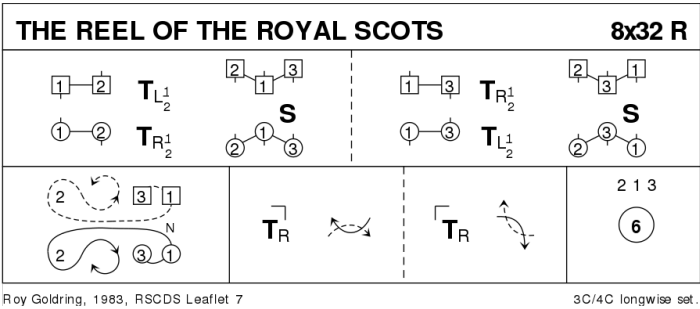 THE REEL OF THE ROYAL SCOTS 8x32 R
1 2 T L 1/2 2 3 1 S 1 3 T R 1/2 2 1 3 S
1 2 T R 1/2 2 1 3 1 3 T L 1/2 2 3 1
2 3 1 T R T R 2 1 3
N 6
2 3 1
Roy Goldring, 1983, RSCDS Leaflet 7 3C/4C longwise set.